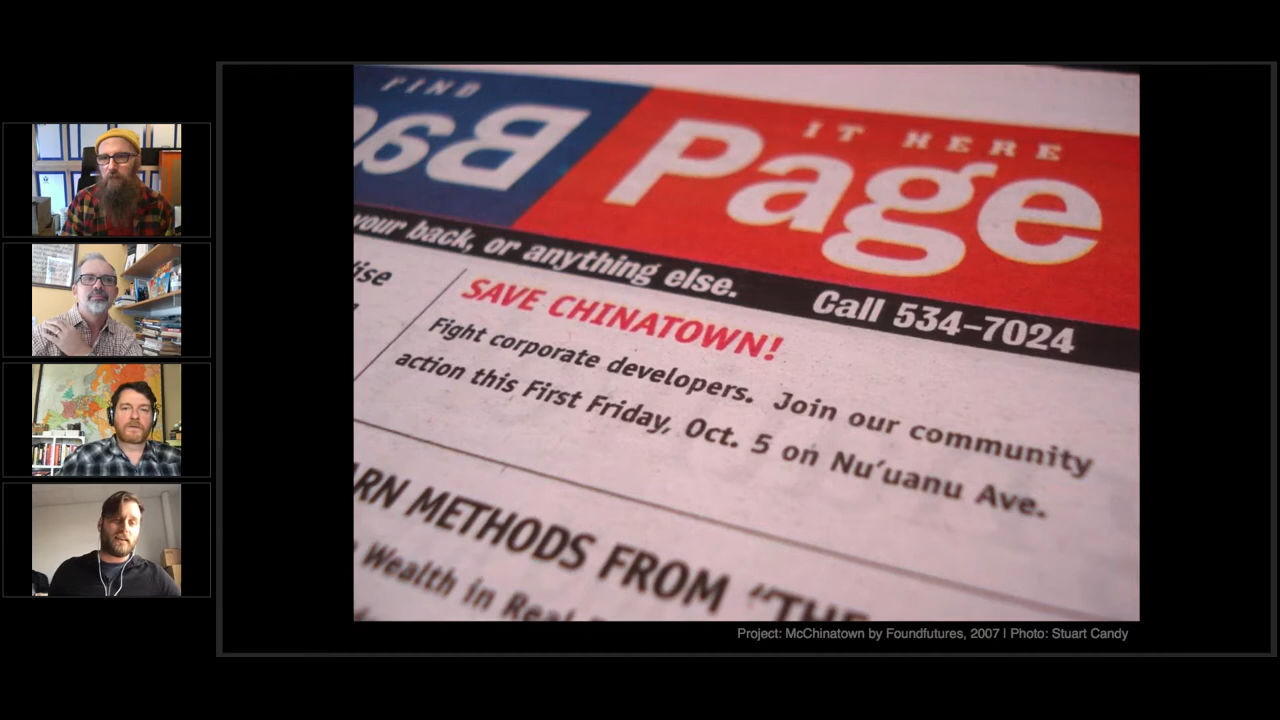 FIND
IT HERE
Bac
Page
your back, or anything else.
Call 534-7024
ise
SAVE CHINATOWN!
Fight corporate developers. Join our community
action this First Friday, Oct. 5 on Nu'uanu Ave.
RN METHODS FROM "THE
Wealth in Real
Project: McChinatown by Foundfutures, 2007 | Photo: Stuart Candy